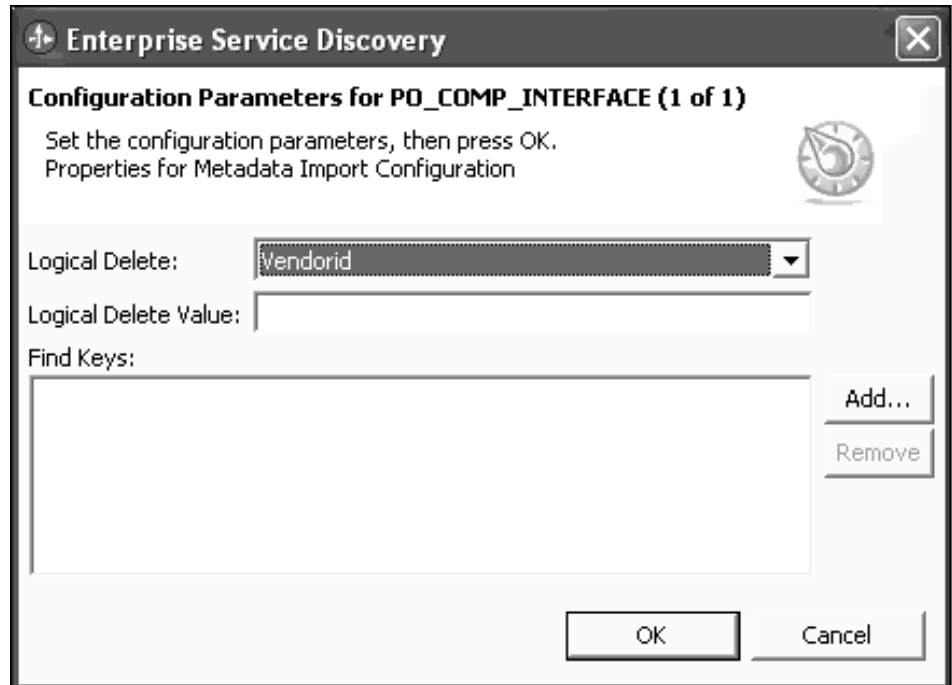 Enterprise Service Discovery
Configuration Parameters for PO_COMP_INTERFACE (1 of 1)
Set the configuration parameters, then press OK.
Properties for Metadata Import Configuration
Logical Delete: Vendorid
Logical Delete Value:
Find Keys:
Add...
Remove
OK Cancel